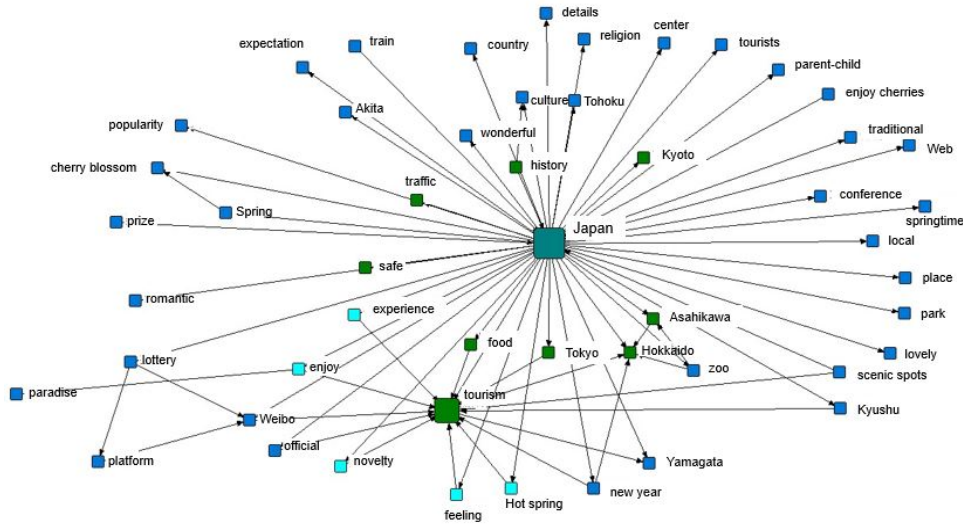 details
religion
center
expectation
train
country
tourists
parent-child
culture
Tohoku
enjoy cherries
Akita
popularity
wonderful
traditional
Web
cherry blossom
history
Kyoto
traffic
conference
prize
Spring
Japan
springtime
local
safe
place
romantic
experience
Asahikawa
park
food
Tokyo
Hokkaido
lottery
enjoy
zoo
lovely
scenic spots
paradise
tourism
Weibo
Kyushu
official
platform
novelty
Yamagata
Hot spring
new year
feeling